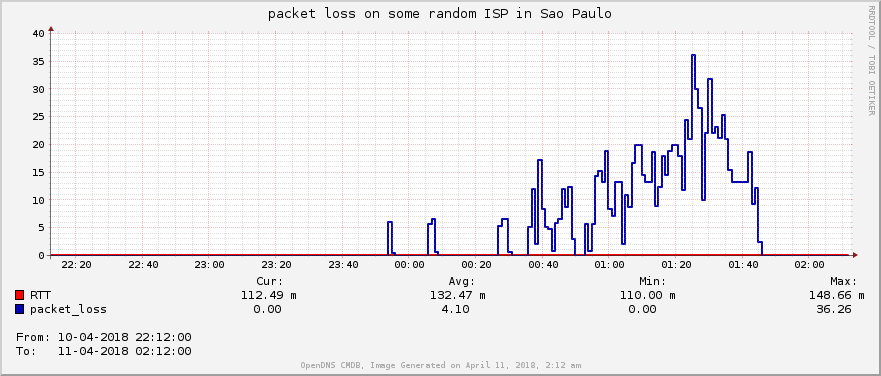 packet loss on some random ISP in Sao Paulo
RRDTOOL / TOBI OETIKER
40
35
30
25
20
15
10
5
0
22:20 22:40 23:00 23:20 23:40 00:00 00:20 00:40 01:00 01:20 01:40 02:00
Cur: Avg: Min: Max:
RTT 112.49 m 132.47 m 110.00 m 148.66 m
packet_loss 0.00 4.10 0.00 36.26
From: 10-04-2018 22:12:00
To: 11-04-2018 02:12:00
OpenDNS CMDB, Image Generated on April 11, 2018, 2:12 am